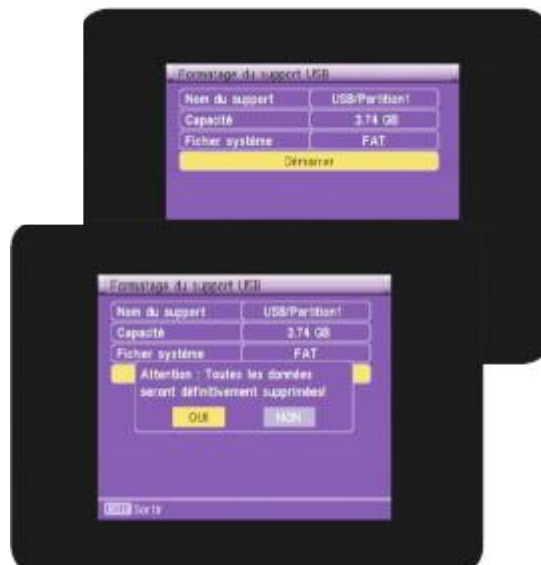 Formatage du support USB
Nom du support USB/Partition1
Capacité 3.74 GB
Ficher système FAT
Démarrer
Formatage du support USB
Nom du support USB/Partition1
Capacité 3.74 GB
Ficher système FAT
Attention : Toutes les données
seront définitivement supprimées!
OUI NON
EXIT Sortir